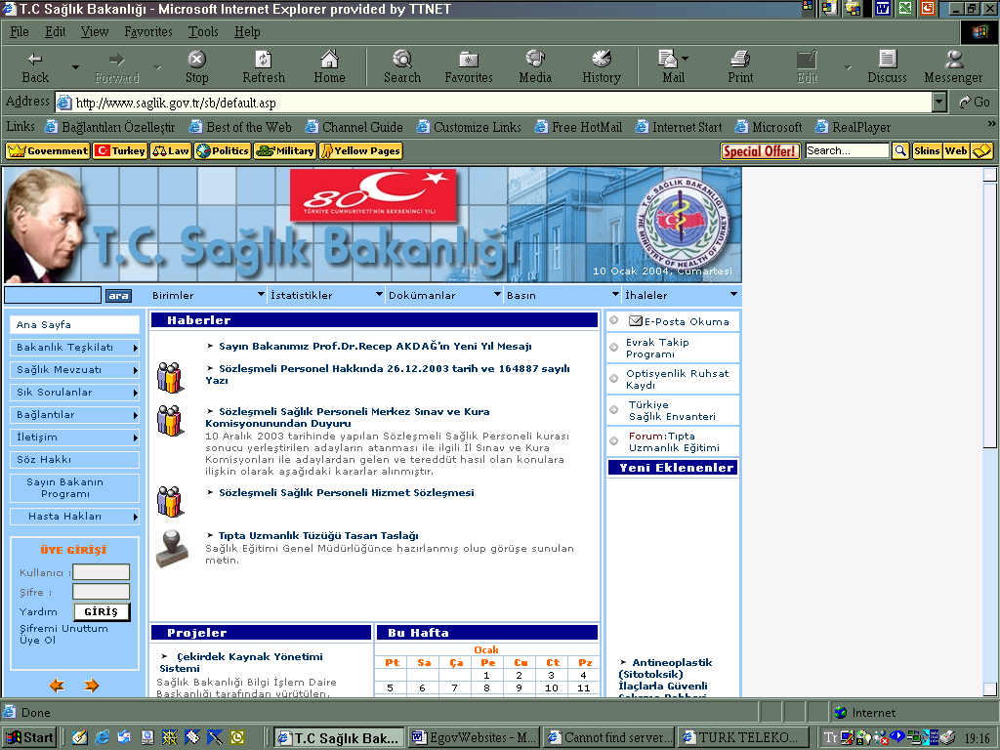 T.C Sağlık Bakanlığı - Microsoft Internet Explorer provided by TTNET
File Edit View Favorites Tools Help
Back Forward Stop Refresh Home Search Favorites Media History Mail Print Edit Discuss Messenger
Address http://www.saglik.gov.tr/sb/default.asp Go
Links Bağlantıları Özelleştir Best of the Web Channel Guide Customize Links Free HotMail Internet Start Microsoft RealPlayer »
Government Turkey Law Politics Military Yellow Pages Special Offer! Search... Skins Web
80
TÜRKİYE CUMHURİYETİ'NİN SEKSENİNCİ YILI
T.C. Sağlık Bakanlığı
T.C. SAĞLIK BAKANLIĞI
THE MINISTRY OF HEALTH OF TURKEY
10 Ocak 2004, Cumartesi
ara Birimler İstatistikler Dokümanlar Basın İhaleler
Ana Sayfa
Bakanlık Teşkilatı
Sağlık Mevzuatı
Sık Sorulanlar
Bağlantılar
İletişim
Söz Hakkı
Sayın Bakanın
Programı
Hasta Hakları
ÜYE GİRİŞİ
Kullanıcı :
Şifre :
Yardım GİRİŞ
Şifremi Unuttum
Üye Ol
Haberler
Sayın Bakanımız Prof.Dr.Recep AKDAĞ'ın Yeni Yıl Mesajı
Sözleşmeli Personel Hakkında 26.12.2003 tarih ve 164887 sayılı
Yazı
Sözleşmeli Sağlık Personeli Merkez Sınav ve Kura
Komisyonunundan Duyuru
10 Aralık 2003 tarihinde yapılan Sözleşmeli Sağlık Personeli kurası
sonucu yerleştirilen adayların atanması ile ilgili İl Sınav ve Kura
Komisyonları ile adaylardan gelen ve tereddüt hasıl olan konulara
ilişkin olarak aşağıdaki kararlar alınmıştır.
Sözleşmeli Sağlık Personeli Hizmet Sözleşmesi
Tıpta Uzmanlık Tüzüğü Tasarı Taslağı
Sağlık Eğitimi Genel Müdürlüğünce hazırlanmış olup görüşe sunulan
metin.
Projeler
Çekirdek Kaynak Yönetimi
Sistemi
Sağlık Bakanlığı Bilgi İşlem Daire
Başkanlığı tarafından yürütülen,
Bu Hafta
Ocak
Pt Sa Ça Pe Cu Ct Pz
1 2 3 4
5 6 7 8 9 10 11
E-Posta Okuma
Evrak Takip
Programı
Optisyenlik Ruhsat
Kaydı
Türkiye
Sağlık Envanteri
Forum:Tıpta
Uzmanlık Eğitimi
Yeni Eklenenler
Antineoplastik
(Sitotoksik)
İlaçlarla Güvenli
Çalışma Rehberi
Done Internet
Start T.C Sağlık Bak... EgovWebsites - M... Cannot find server... TURK TELEKO... Tr 19:16